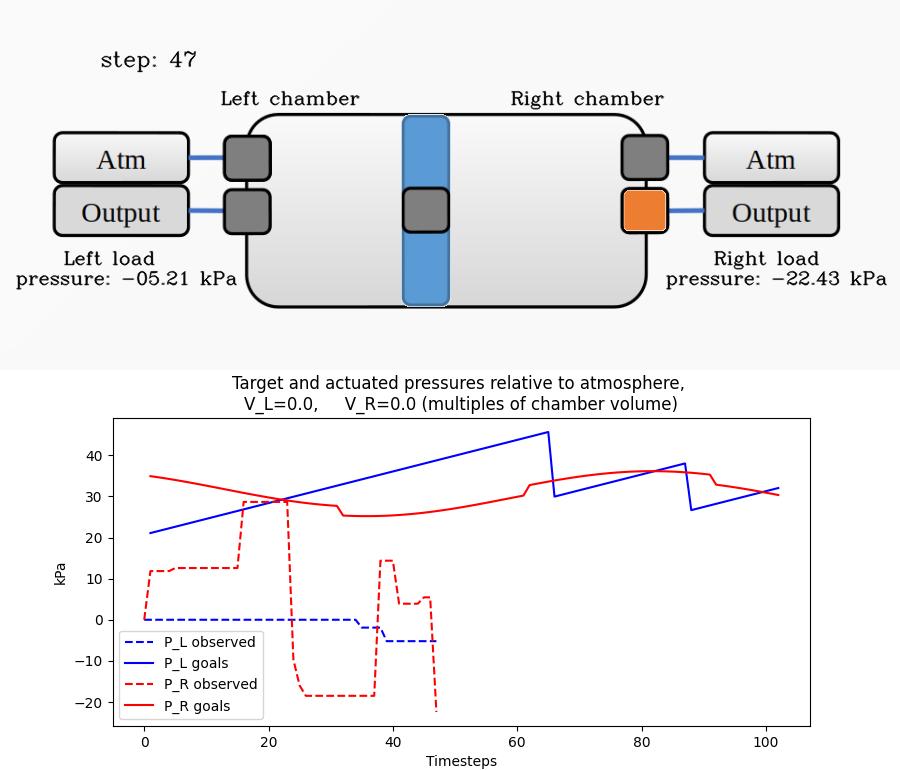 step: 47
Left chamber
Right chamber
Atm
Atm
Output
Output
Left load
pressure: -05.21 kPa
Right load
pressure: -22.43 kPa
Target and actuated pressures relative to atmosphere,
V_L=0.0, V_R=0.0 (multiples of chamber volume)
kPa
40
30
20
10
0
−10
−20
P_L observed
P_L goals
P_R observed
P_R goals
0 20 40 60 80 100
Timesteps